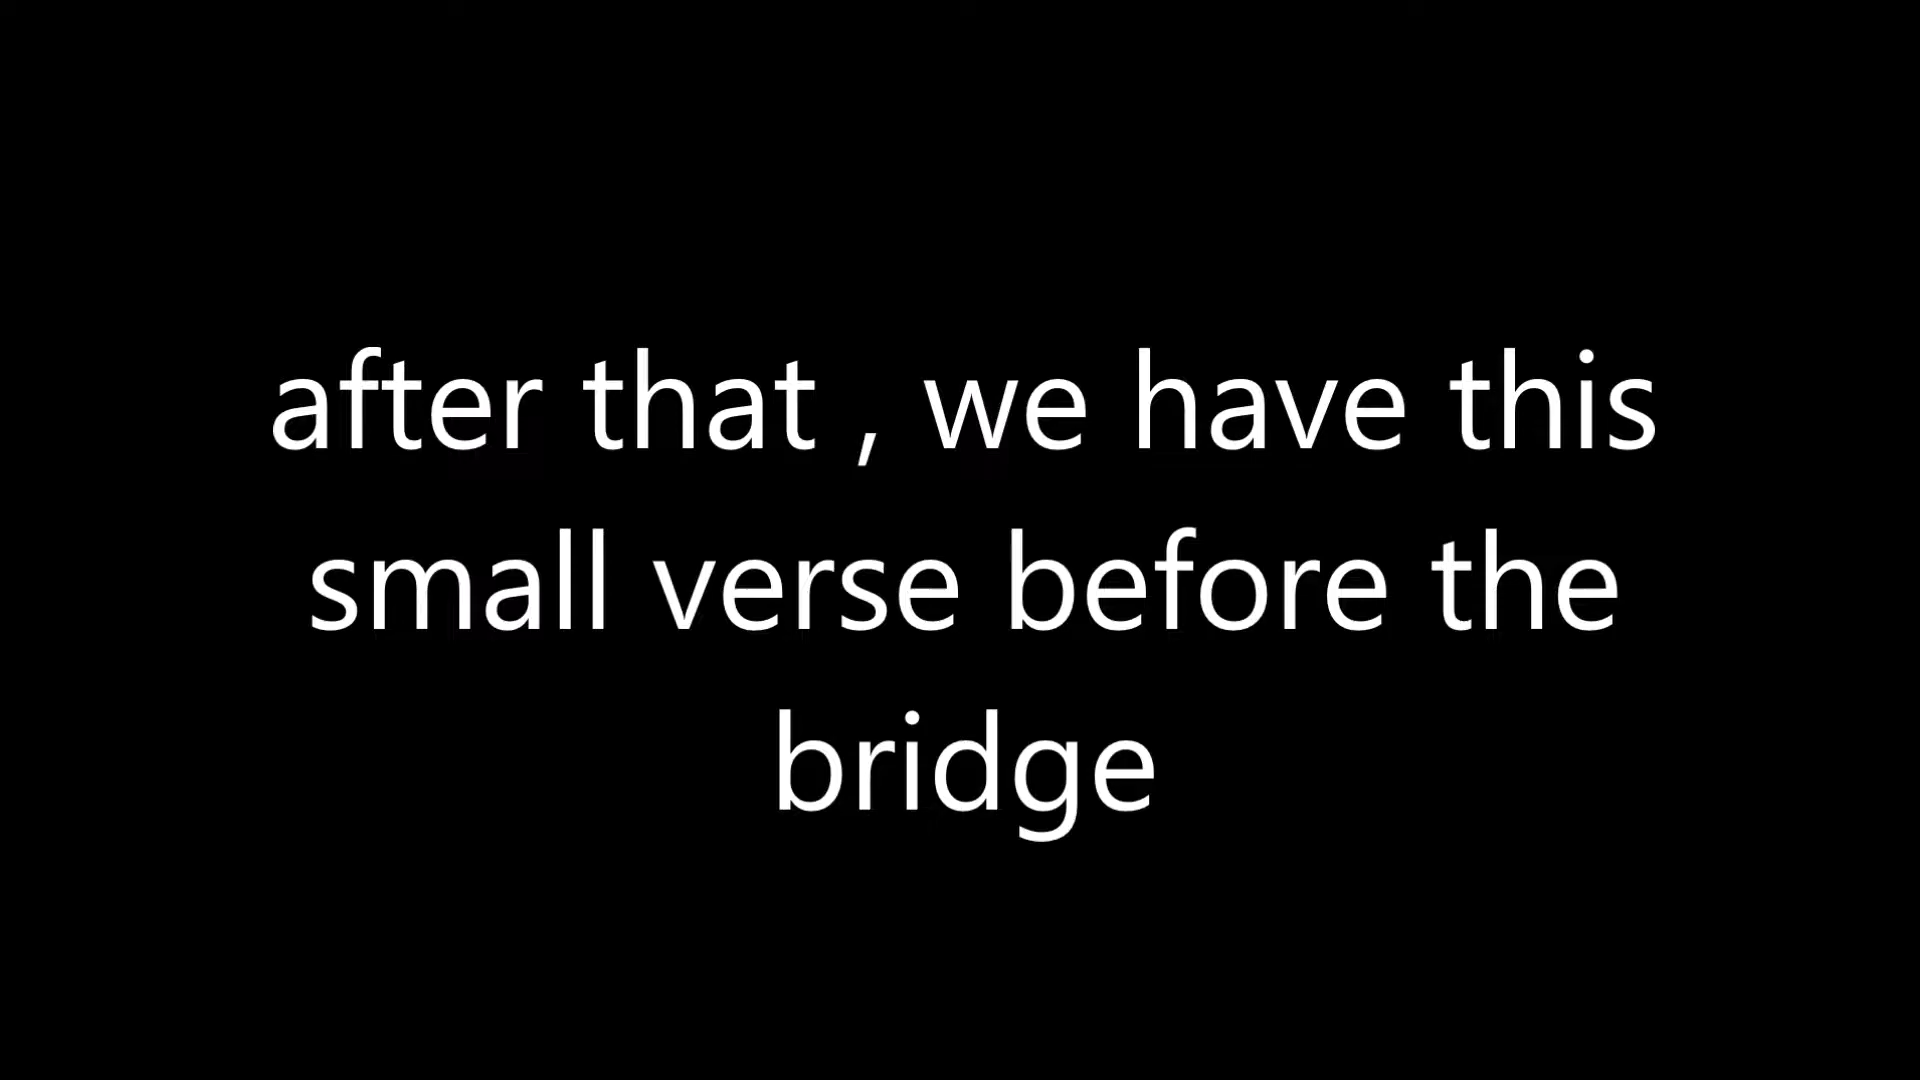 after that , we have this
small verse before the
bridge